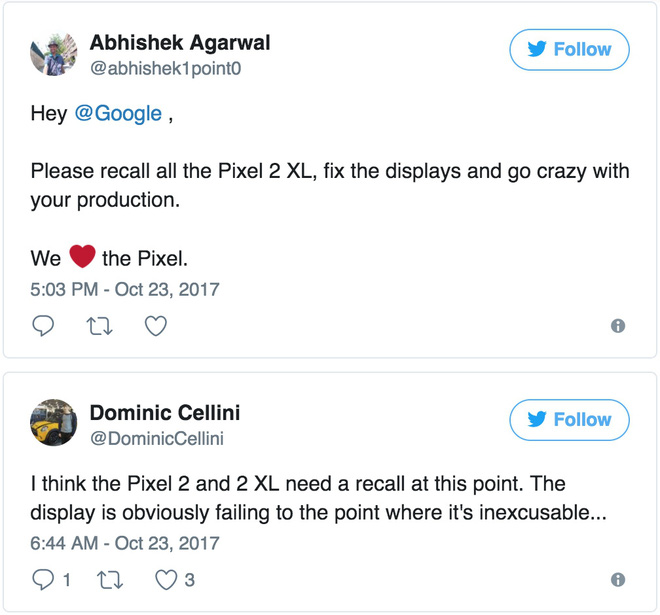 Abhishek Agarwal
@abhishek1point0
Follow
Hey @Google ,
Please recall all the Pixel 2 XL, fix the displays and go crazy with
your production.
We ❤️ the Pixel.
5:03 PM - Oct 23, 2017
Dominic Cellini
@DominicCellini
Follow
I think the Pixel 2 and 2 XL need a recall at this point. The
display is obviously failing to the point where it's inexcusable...
6:44 AM - Oct 23, 2017
1 3